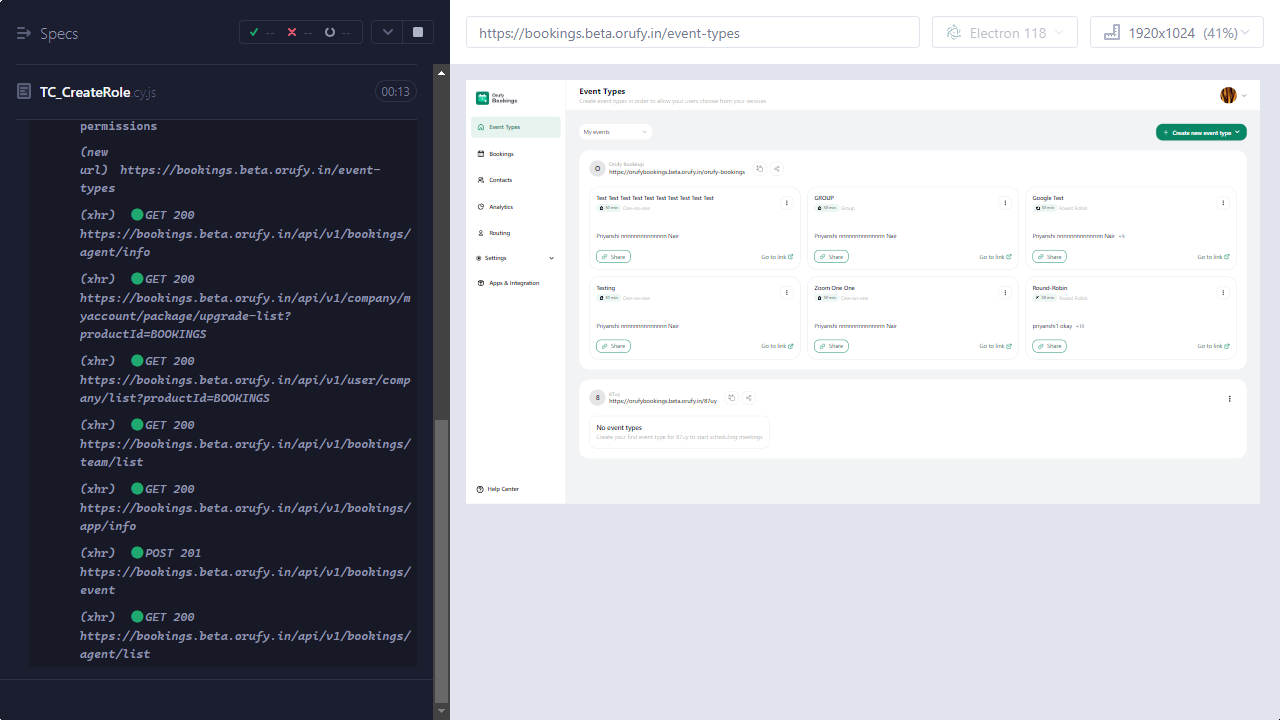 Specs
--
--
--
https://bookings.beta.orufy.in/event-types
Electron 118
1920x1024 (41%)
TC_CreateRole.cy.js
00:13
permissions
(new
url) https://bookings.beta.orufy.in/event-
types
(xhr) GET 200
https://bookings.beta.orufy.in/api/v1/bookings/
agent/info
(xhr) GET 200
https://bookings.beta.orufy.in/api/v1/company/m
yaccount/package/upgrade-list?
productId=BOOKINGS
(xhr) GET 200
https://bookings.beta.orufy.in/api/v1/user/comp
any/list?productId=BOOKINGS
(xhr) GET 200
https://bookings.beta.orufy.in/api/v1/bookings/
team/list
(xhr) GET 200
https://bookings.beta.orufy.in/api/v1/bookings/
app/info
(xhr) POST 201
https://bookings.beta.orufy.in/api/v1/bookings/
event
(xhr) GET 200
https://bookings.beta.orufy.in/api/v1/bookings/
agent/list
Orufy
Bookings
Event Types
Bookings
Contacts
Analytics
Routing
Settings
Apps & Integration
Help Center
Event Types
Create event types in order to allow your users choose from your services
My events
Create new event type
O
Orufy Bookings
https://orufybookings.beta.orufy.in/orufy-bookings
Test Test Test Test Test Test Test Test Test Test
30 min One-on-one
Priyanshi nnnnnnnnnnnnnn Nair
Share
Go to link
GROUP
30 min Group
Priyanshi nnnnnnnnnnnnnn Nair
Share
Go to link
Google Test
30 min Round Robin
Priyanshi nnnnnnnnnnnnnn Nair +4
Share
Go to link
Testing
30 min One-on-one
Priyanshi nnnnnnnnnnnnnn Nair
Share
Go to link
Zoom One One
30 min One-on-one
Priyanshi nnnnnnnnnnnnnn Nair
Share
Go to link
Round-Robin
30 min Round Robin
priyanshi1 okay +10
Share
Go to link
8
87uy
https://orufybookings.beta.orufy.in/87uy
No event types
Create your first event type for 87uy to start scheduling meetings